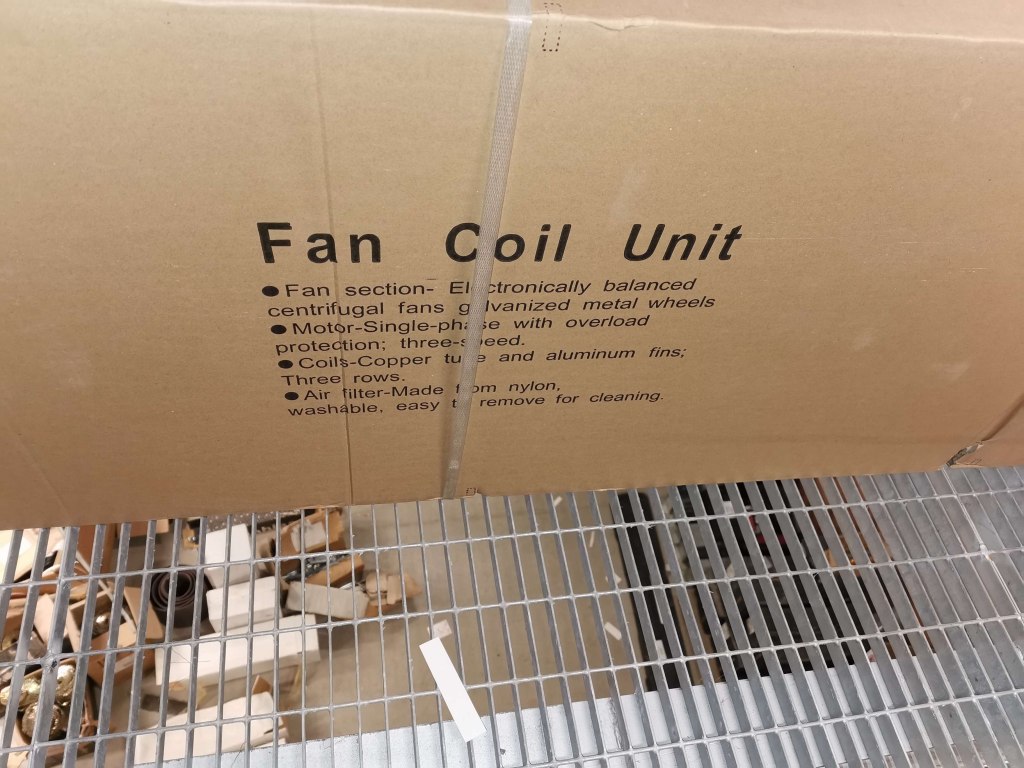 Fan Coil Unit
● Fan section- Electronically balanced
centrifugal fans galvanized metal wheels
● Motor-Single-phase with overload
protection; three-speed.
● Coils-Copper tube and aluminum fins;
Three rows.
● Air filter-Made from nylon,
washable, easy to remove for cleaning.